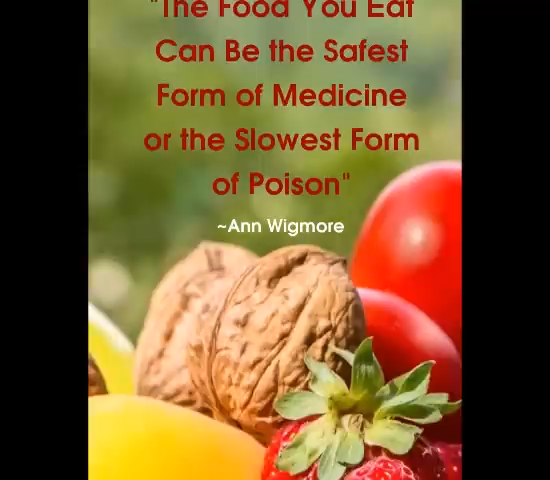 "The Food You Eat
Can Be the Safest
Form of Medicine
or the Slowest Form
of Poison"
~Ann Wigmore